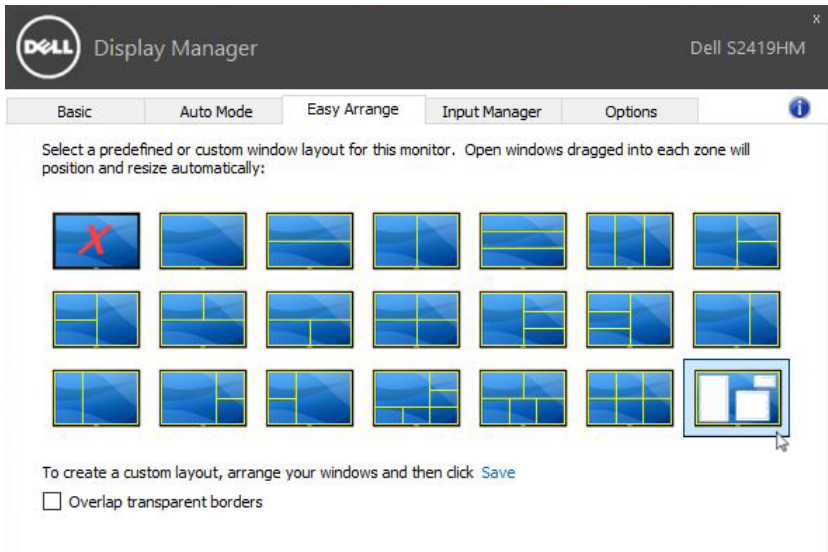 x
DELL
Display Manager
Dell S2419HM
Basic
Auto Mode
Easy Arrange
Input Manager
Options
i
Select a predefined or custom window layout for this monitor. Open windows dragged into each zone will
position and resize automatically:
X
To create a custom layout, arrange your windows and then click Save
Overlap transparent borders